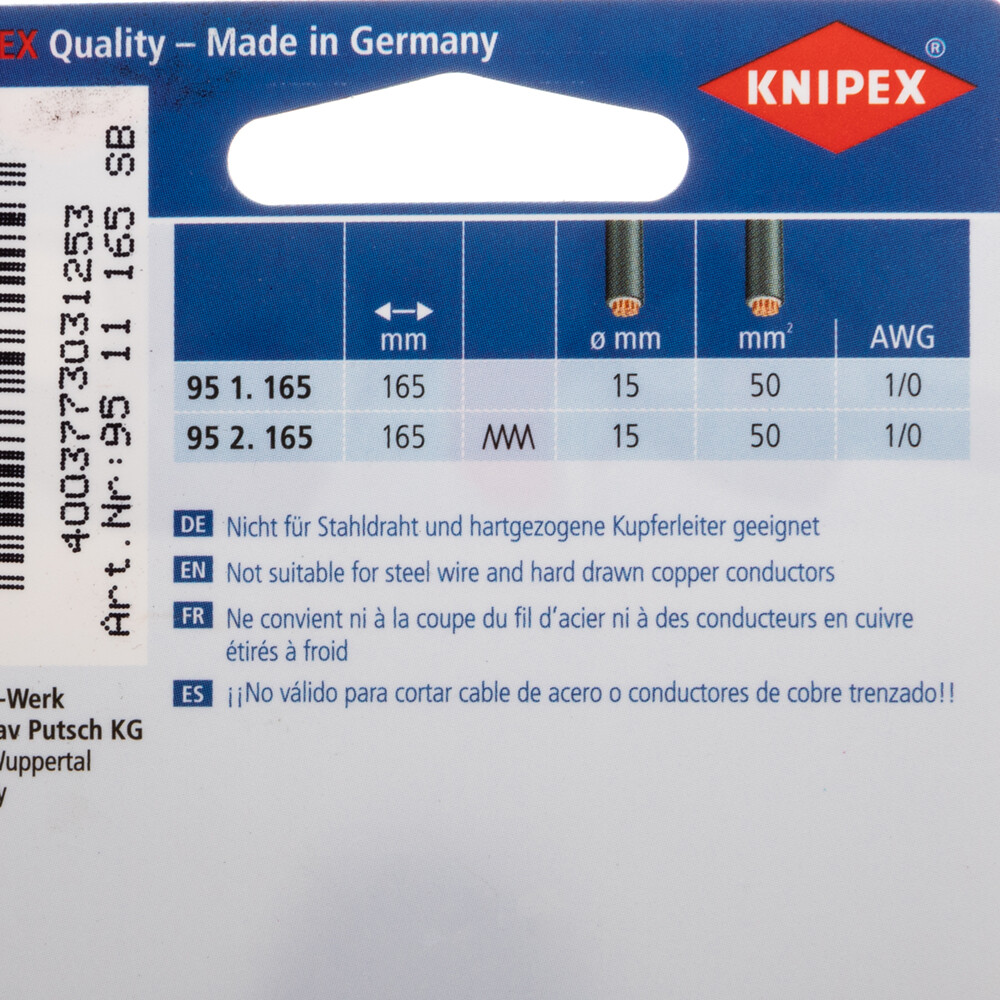 EX Quality – Made in Germany
KNIPEX ®
4003773031253
Art.Nr:95 11 165 SB
mm ø mm mm² AWG
95 1. 165 165 15 50 1/0
95 2. 165 165 15 50 1/0
DE Nicht für Stahldraht und hartgezogene Kupferleiter geeignet
EN Not suitable for steel wire and hard drawn copper conductors
FR Ne convient ni à la coupe du fil d'acier ni à des conducteurs en cuivre
étirés à froid
ES ¡¡No válido para cortar cable de acero o conductores de cobre trenzado!!
-Werk
av Putsch KG
Wuppertal
y